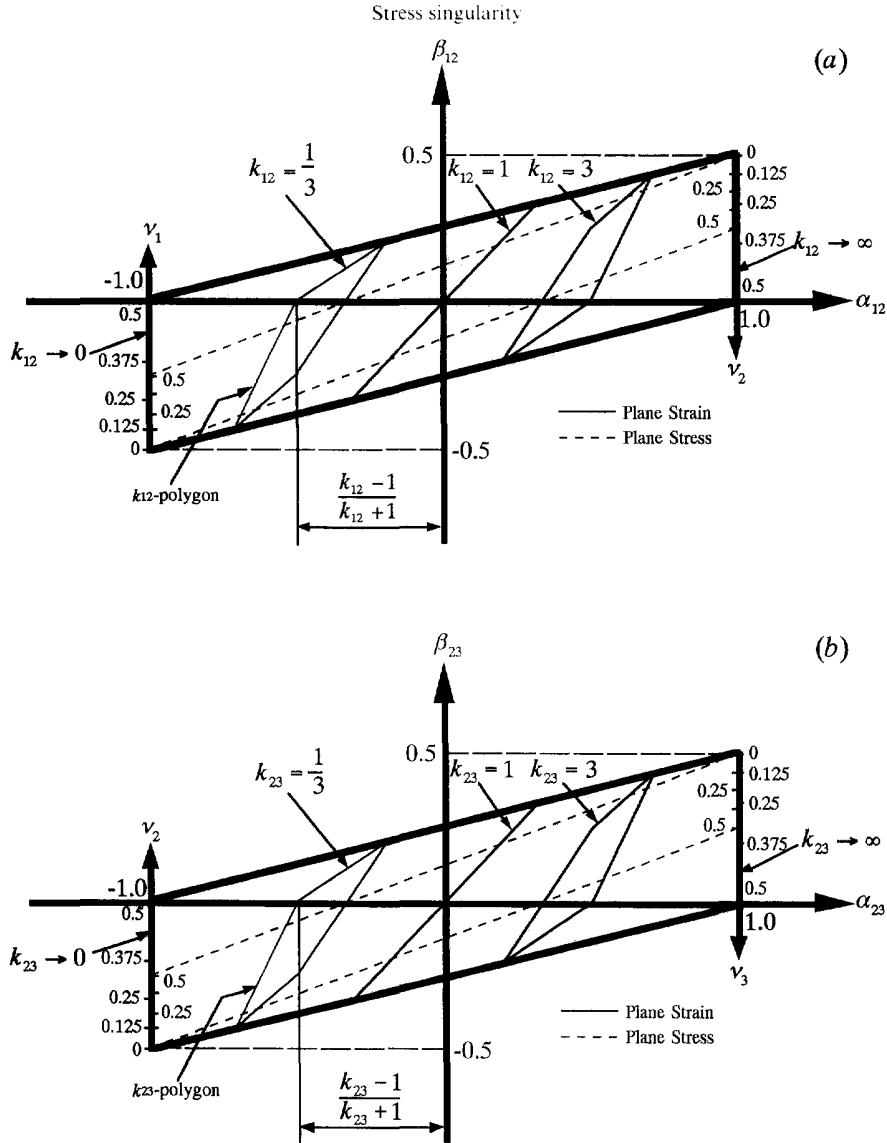 Stress singularity
β₁₂
(a)
k₁₂ = 1/3
0.5
k₁₂ = 1
k₁₂ = 3
0
0.125
0.25
0.25
0.5
0.375
k₁₂ → ∞
0.5
ν₁
-1.0
0.5
α₁₂
1.0
k₁₂ → 0
0.375
0.5
ν₂
0.25
0.25
0.125
0
Plane Strain
Plane Stress
-0.5
k12-polygon
k₁₂ − 1
k₁₂ + 1
β₂₃
(b)
k₂₃ = 1/3
0.5
k₂₃ = 1
k₂₃ = 3
0
0.125
0.25
0.25
0.5
0.375
k₂₃ → ∞
0.5
ν₂
-1.0
0.5
α₂₃
1.0
k₂₃ → 0
0.375
0.5
ν₃
0.25
0.25
0.125
0
Plane Strain
Plane Stress
-0.5
k23-polygon
k₂₃ − 1
k₂₃ + 1